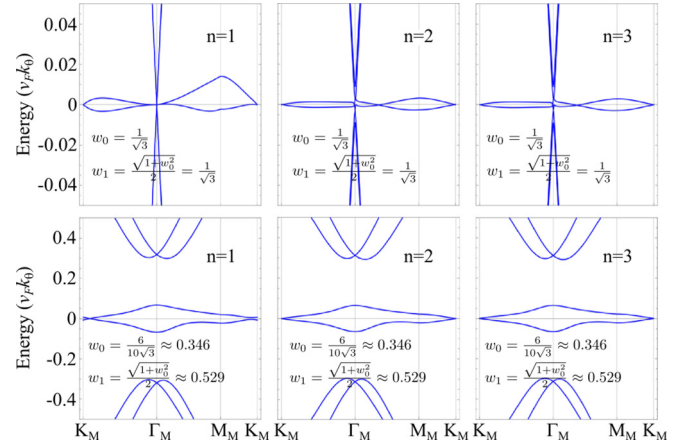 0.04
0.02
0
-0.02
-0.04
Energy (v_F k_θ)
n=1
w_0 = 1/√3
w_1 = √(1+w_0^2)/2 = 1/√3
n=2
w_0 = 1/√3
w_1 = √(1+w_0^2)/2 = 1/√3
n=3
w_0 = 1/√3
w_1 = √(1+w_0^2)/2 = 1/√3
0.4
0.2
0
-0.2
-0.4
Energy (v_F k_θ)
n=1
w_0 = 6/(10√3) ≈ 0.346
w_1 = √(1+w_0^2)/2 ≈ 0.529
n=2
w_0 = 6/(10√3) ≈ 0.346
w_1 = √(1+w_0^2)/2 ≈ 0.529
n=3
w_0 = 6/(10√3) ≈ 0.346
w_1 = √(1+w_0^2)/2 ≈ 0.529
K_M Γ_M M_M K_M
K_M Γ_M M_M K_M
K_M Γ_M M_M K_M